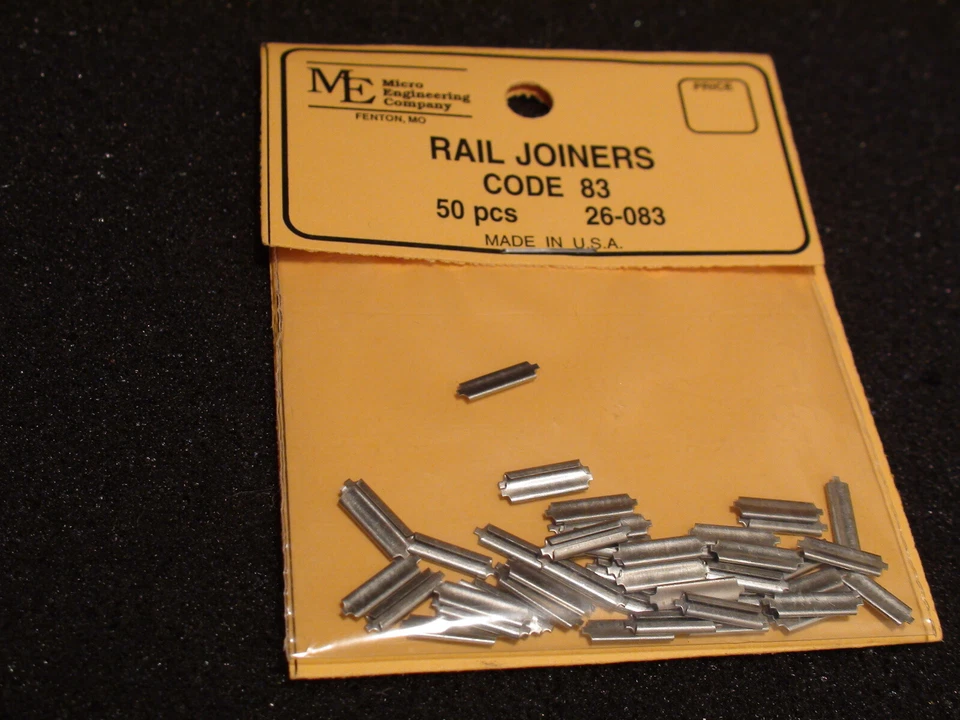 ME Micro
Engineering
Company
FENTON, MO
PRICE
RAIL JOINERS
CODE 83
50 pcs 26-083
MADE IN U.S.A.